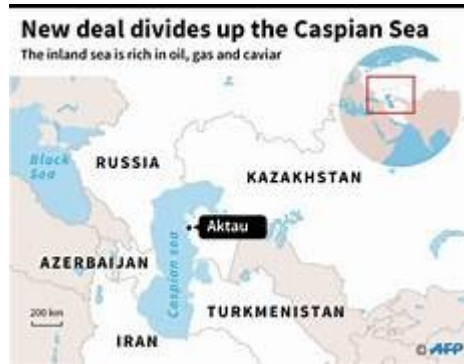 New deal divides up the Caspian Sea
The inland sea is rich in oil, gas and caviar
Black
Sea
RUSSIA
KAZAKHSTAN
Aktau
Caspian sea
AZERBAIJAN
200 km
TURKMENISTAN
IRAN
© AFP